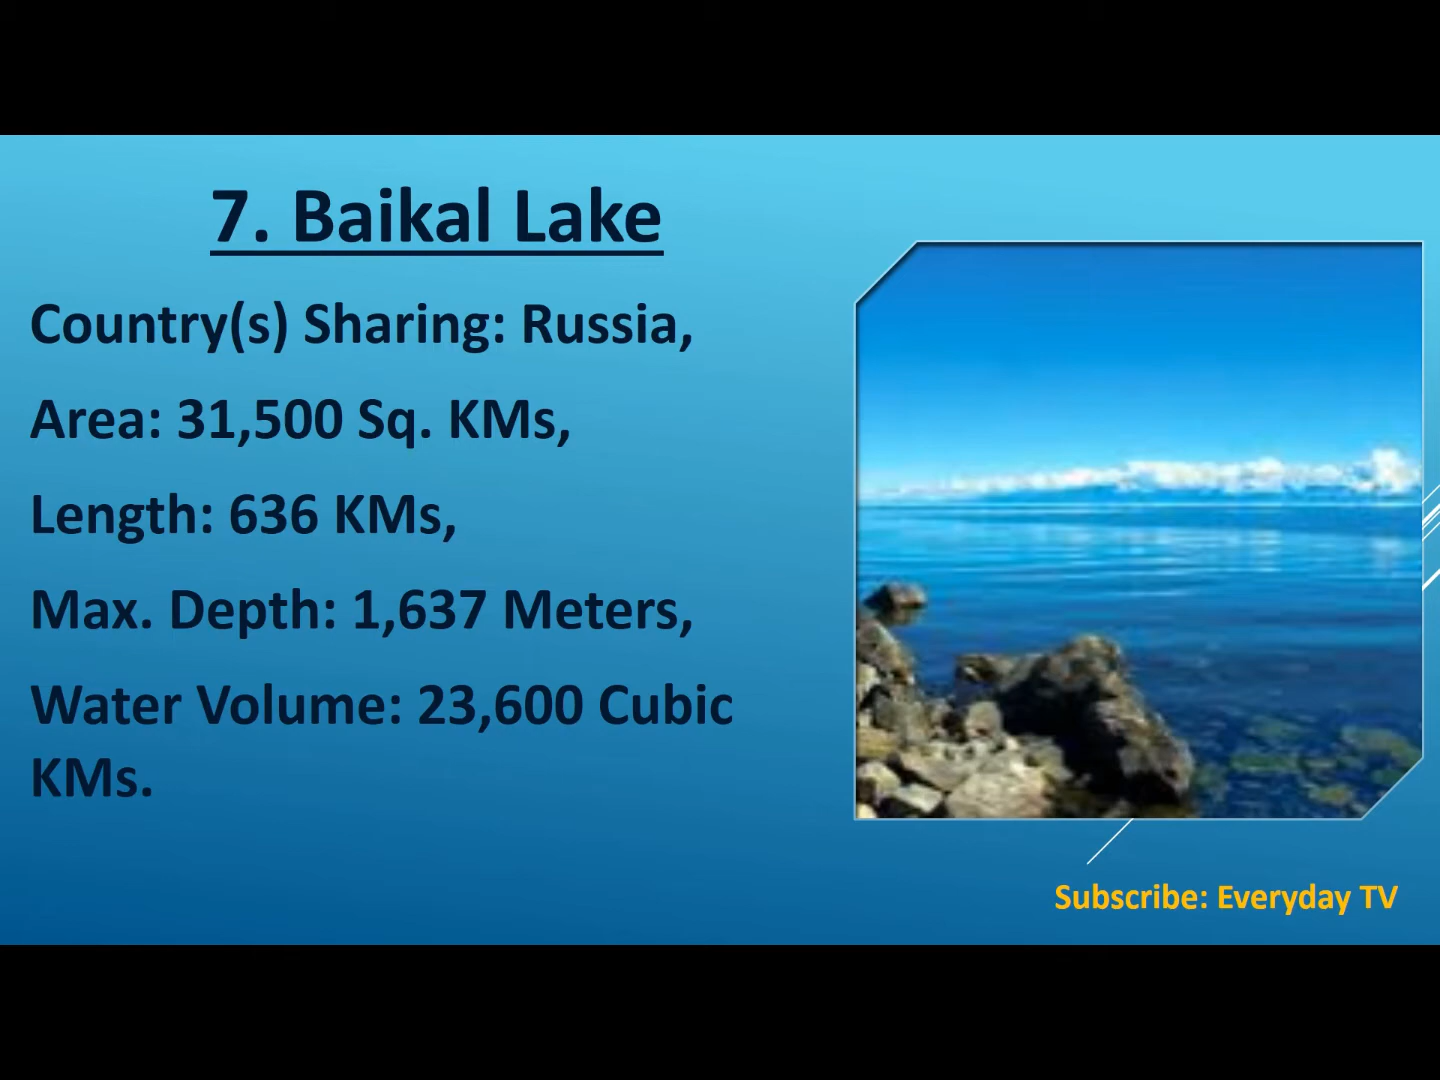 7. Baikal Lake
Country(s) Sharing: Russia,
Area: 31,500 Sq. KMs,
Length: 636 KMs,
Max. Depth: 1,637 Meters,
Water Volume: 23,600 Cubic
KMs.
Subscribe: Everyday TV